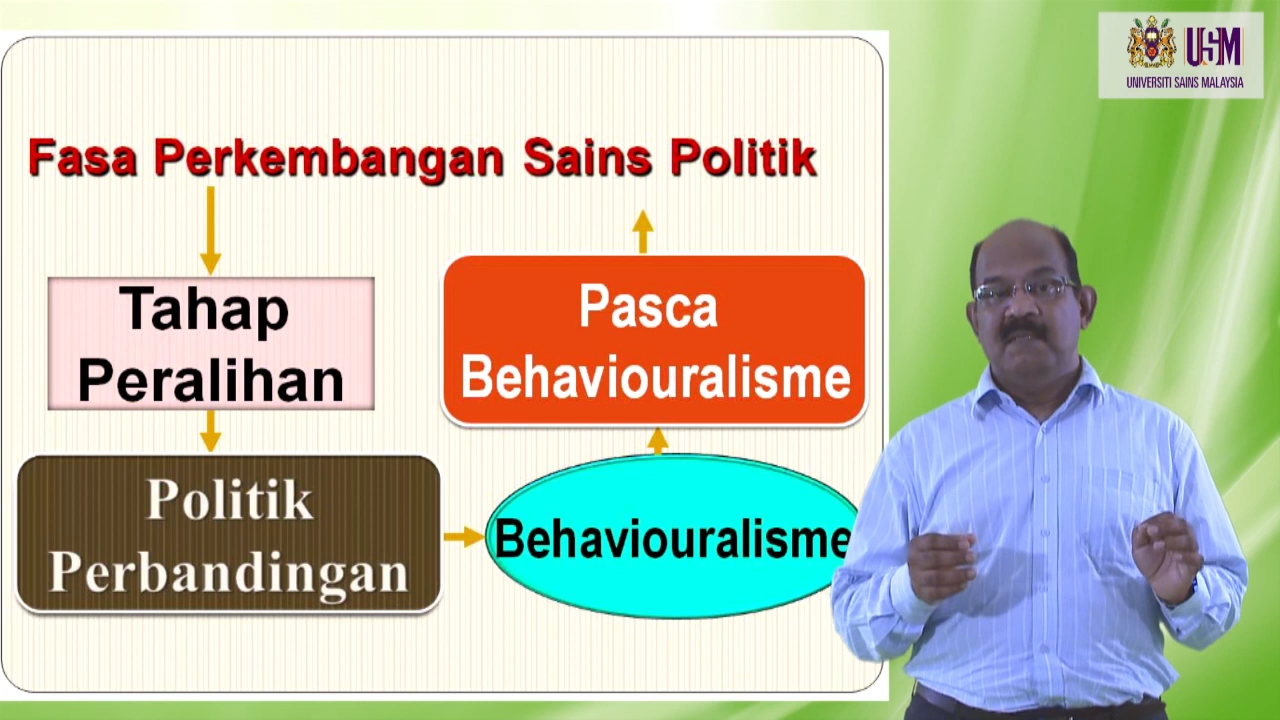 USM
UNIVERSITI SAINS MALAYSIA
Fasa Perkembangan Sains Politik
Tahap
Peralihan
Politik
Perbandingan
Behaviouralisme
Pasca
Behaviouralisme